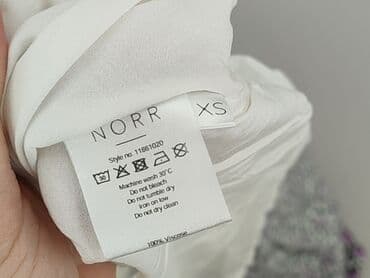 NORR
XS
Style no. 11861020
30
Machine wash 30°C
Do not bleach
Do not tumble dry
Iron on low
Do not dry clean
100% Viscose